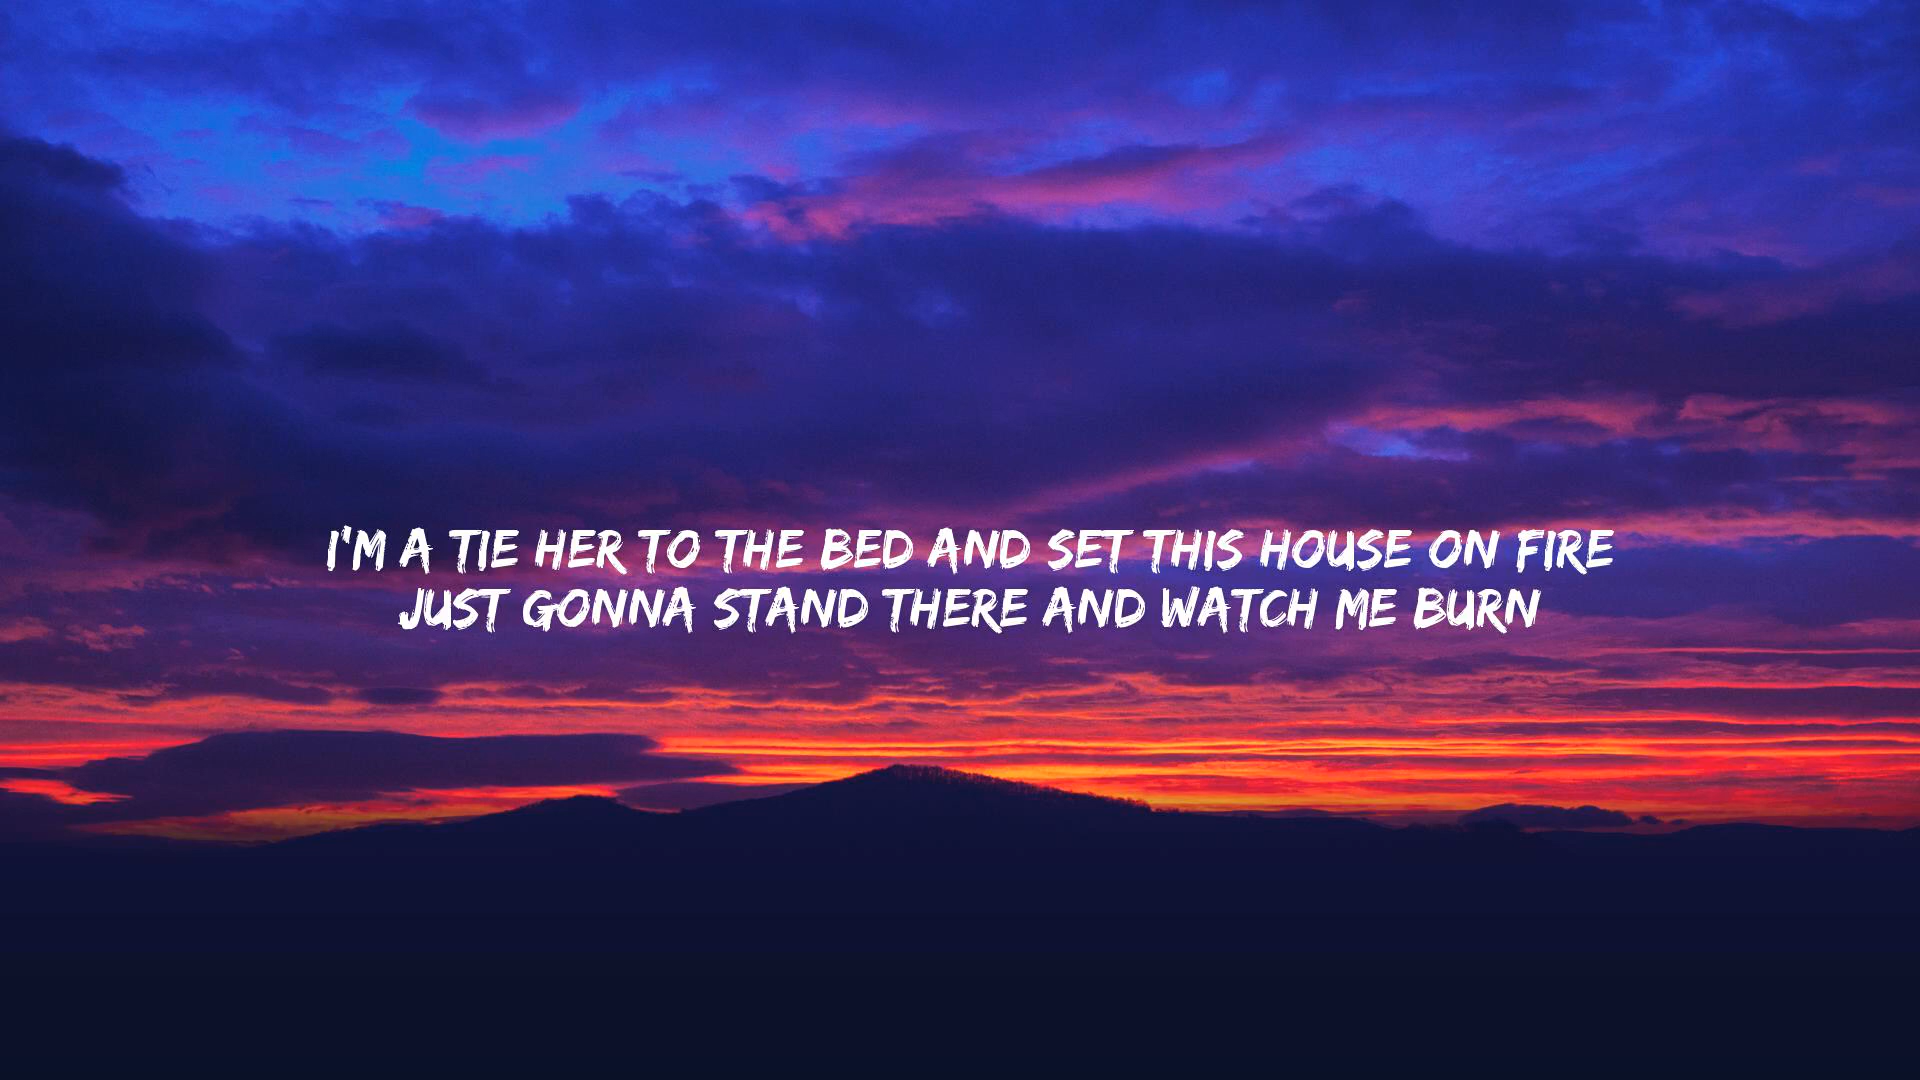 I'M A TIE HER TO THE BED AND SET THIS HOUSE ON FIRE
JUST GONNA STAND THERE AND WATCH ME BURN